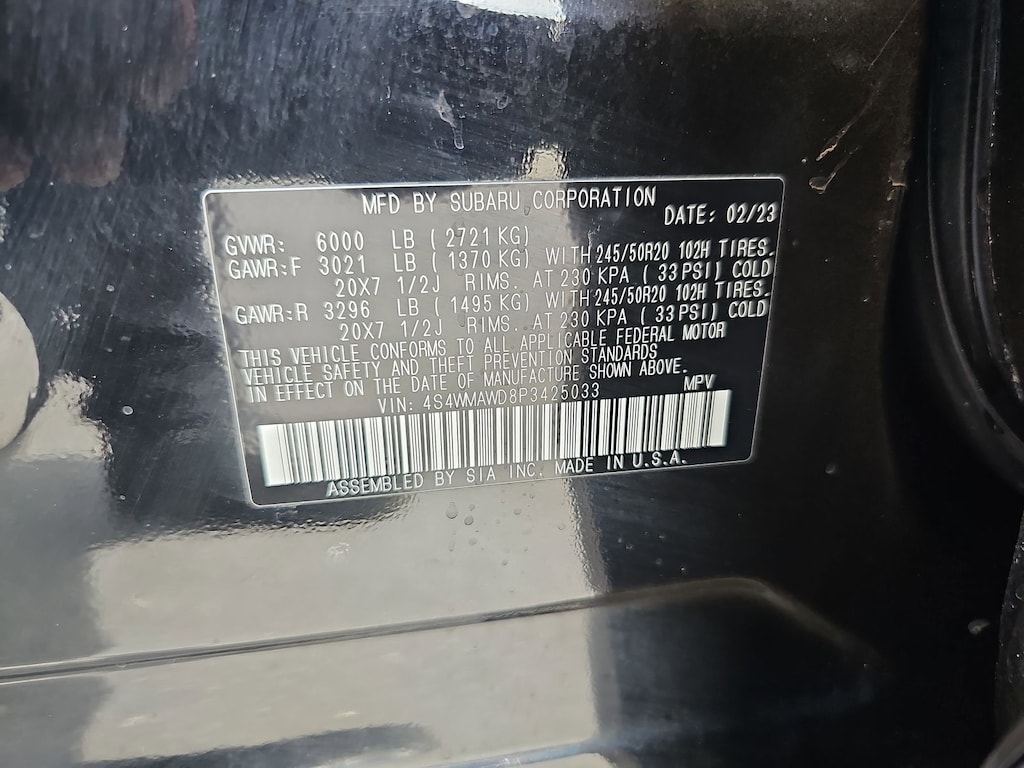 MFD BY SUBARU CORPORATION
DATE: 02/23
GVWR: 6000 LB (2721 KG)
GAWR:F 3021 LB (1370 KG) WITH 245/50R20 102H TIRES.
20X7 1/2J RIMS. AT 230 KPA (33 PSI) COLD
GAWR:R 3296 LB (1495 KG) WITH 245/50R20 102H TIRES.
20X7 1/2J RIMS. AT 230 KPA (33 PSI) COLD
THIS VEHICLE CONFORMS TO ALL APPLICABLE FEDERAL MOTOR
VEHICLE SAFETY AND THEFT PREVENTION STANDARDS
IN EFFECT ON THE DATE OF MANUFACTURE SHOWN ABOVE.
VIN: 4S4WMAWD8P3425033 MPV
ASSEMBLED BY SIA INC. MADE IN U.S.A.